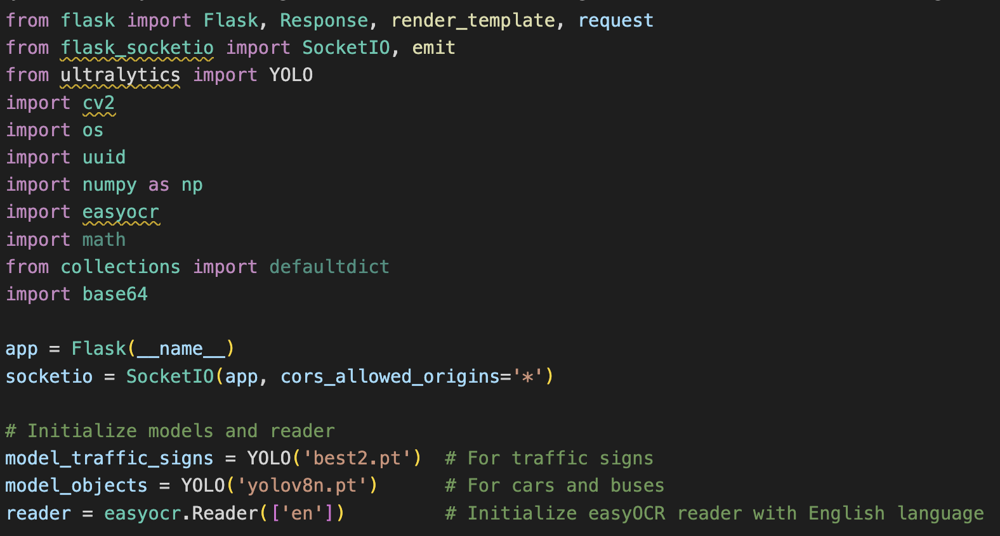 from flask import Flask, Response, render_template, request
from flask_socketio import SocketIO, emit
from ultralytics import YOLO
import cv2
import os
import uuid
import numpy as np
import easyocr
import math
from collections import defaultdict
import base64

app = Flask(__name__)
socketio = SocketIO(app, cors_allowed_origins='*')

# Initialize models and reader
model_traffic_signs = YOLO('best2.pt')  # For traffic signs
model_objects = YOLO('yolov8n.pt')      # For cars and buses
reader = easyocr.Reader(['en'])         # Initialize easyOCR reader with English language